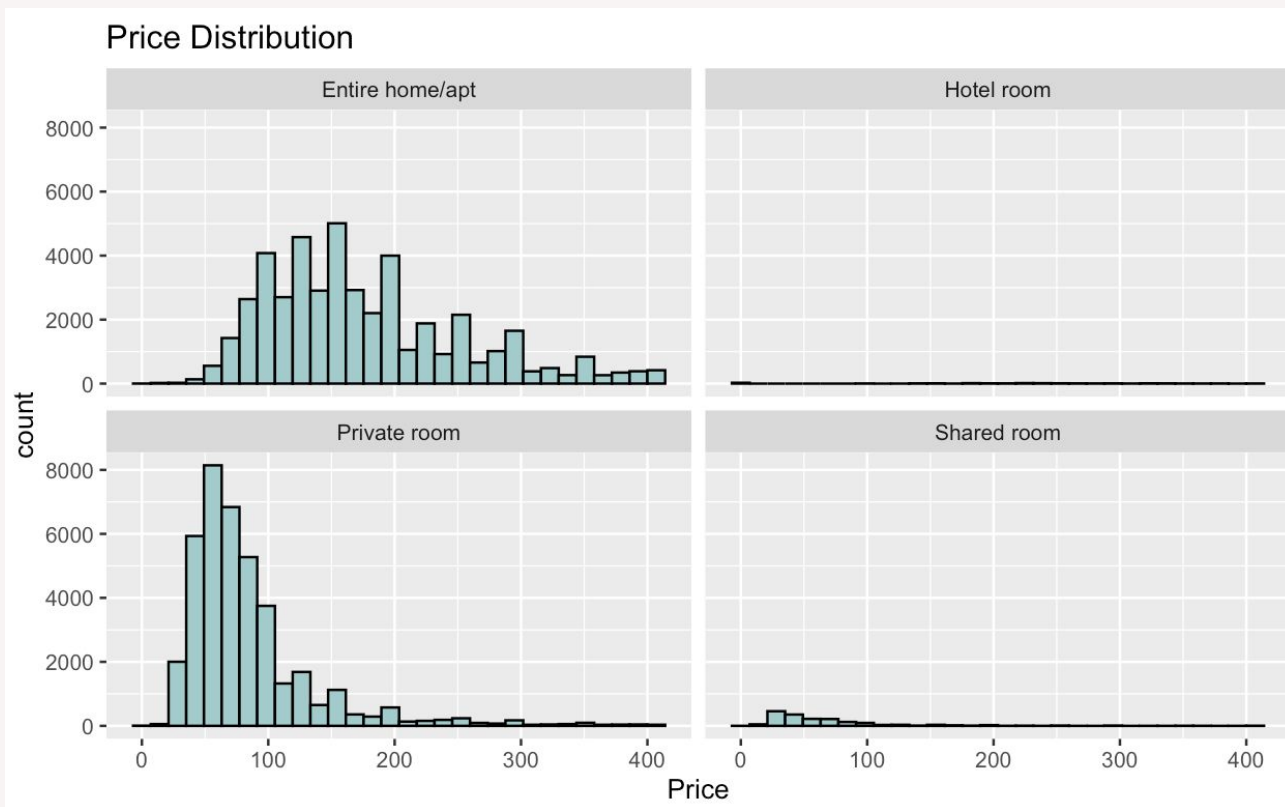 Price Distribution
Entire home/apt
Hotel room
8000
6000
4000
2000
0
Private room
Shared room
8000
6000
4000
2000
0
count
0 100 200 300 400
0 100 200 300 400
Price